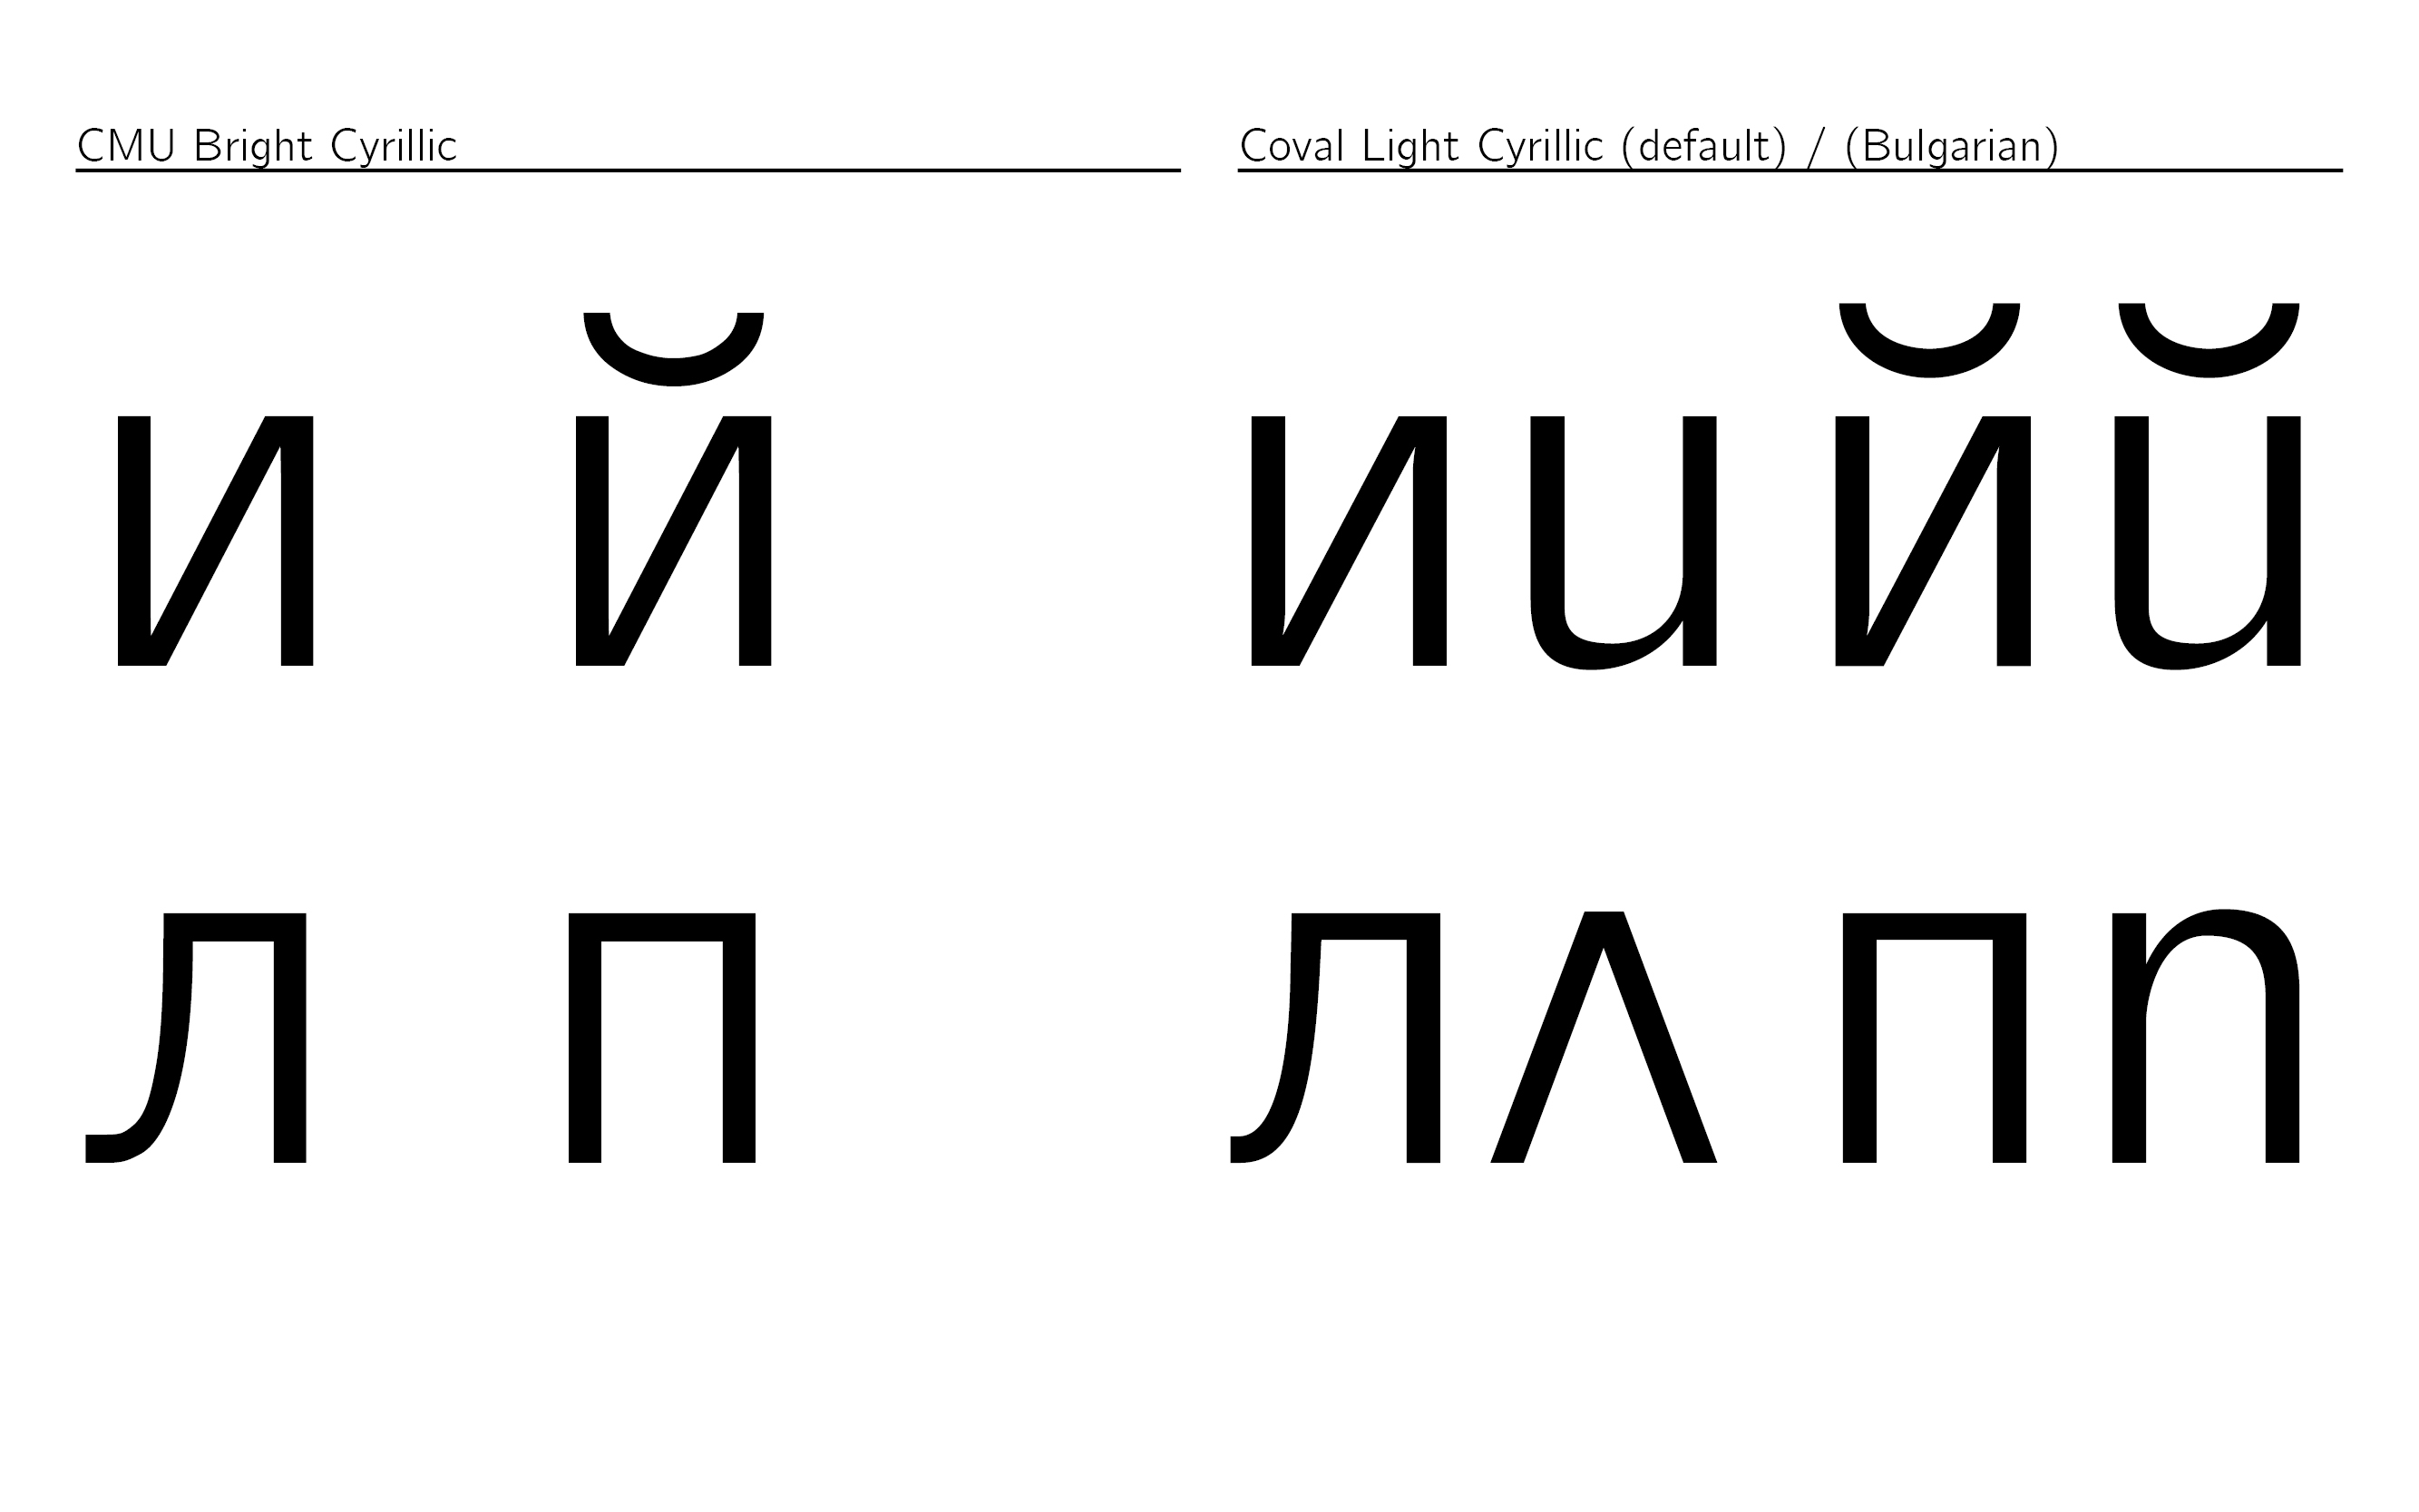 CMU Bright Cyrillic
Coval Light Cyrillic (default) / (Bulgarian)
и й
и и й й
л п
л л п п